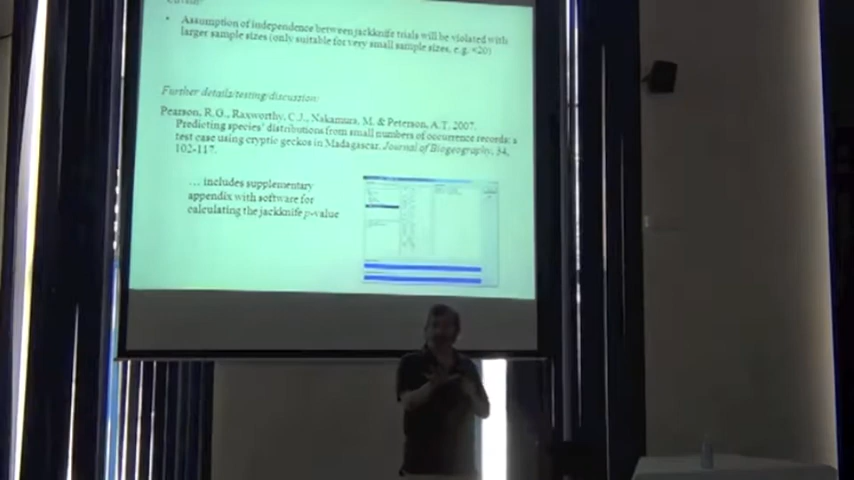 • Assumption of independence between jackknife trials will be violated with
larger sample sizes (only suitable for very small sample sizes, e.g. <20)
Further details/testing/discussion:
Pearson, R.G., Raxworthy, C.J., Nakamura, M. & Peterson, A.T. 2007.
Predicting species' distributions from small numbers of occurrence records: a
test case using cryptic geckos in Madagascar. Journal of Biogeography, 34,
102-117.
… includes supplementary
appendix with software for
calculating the jackknife p-value